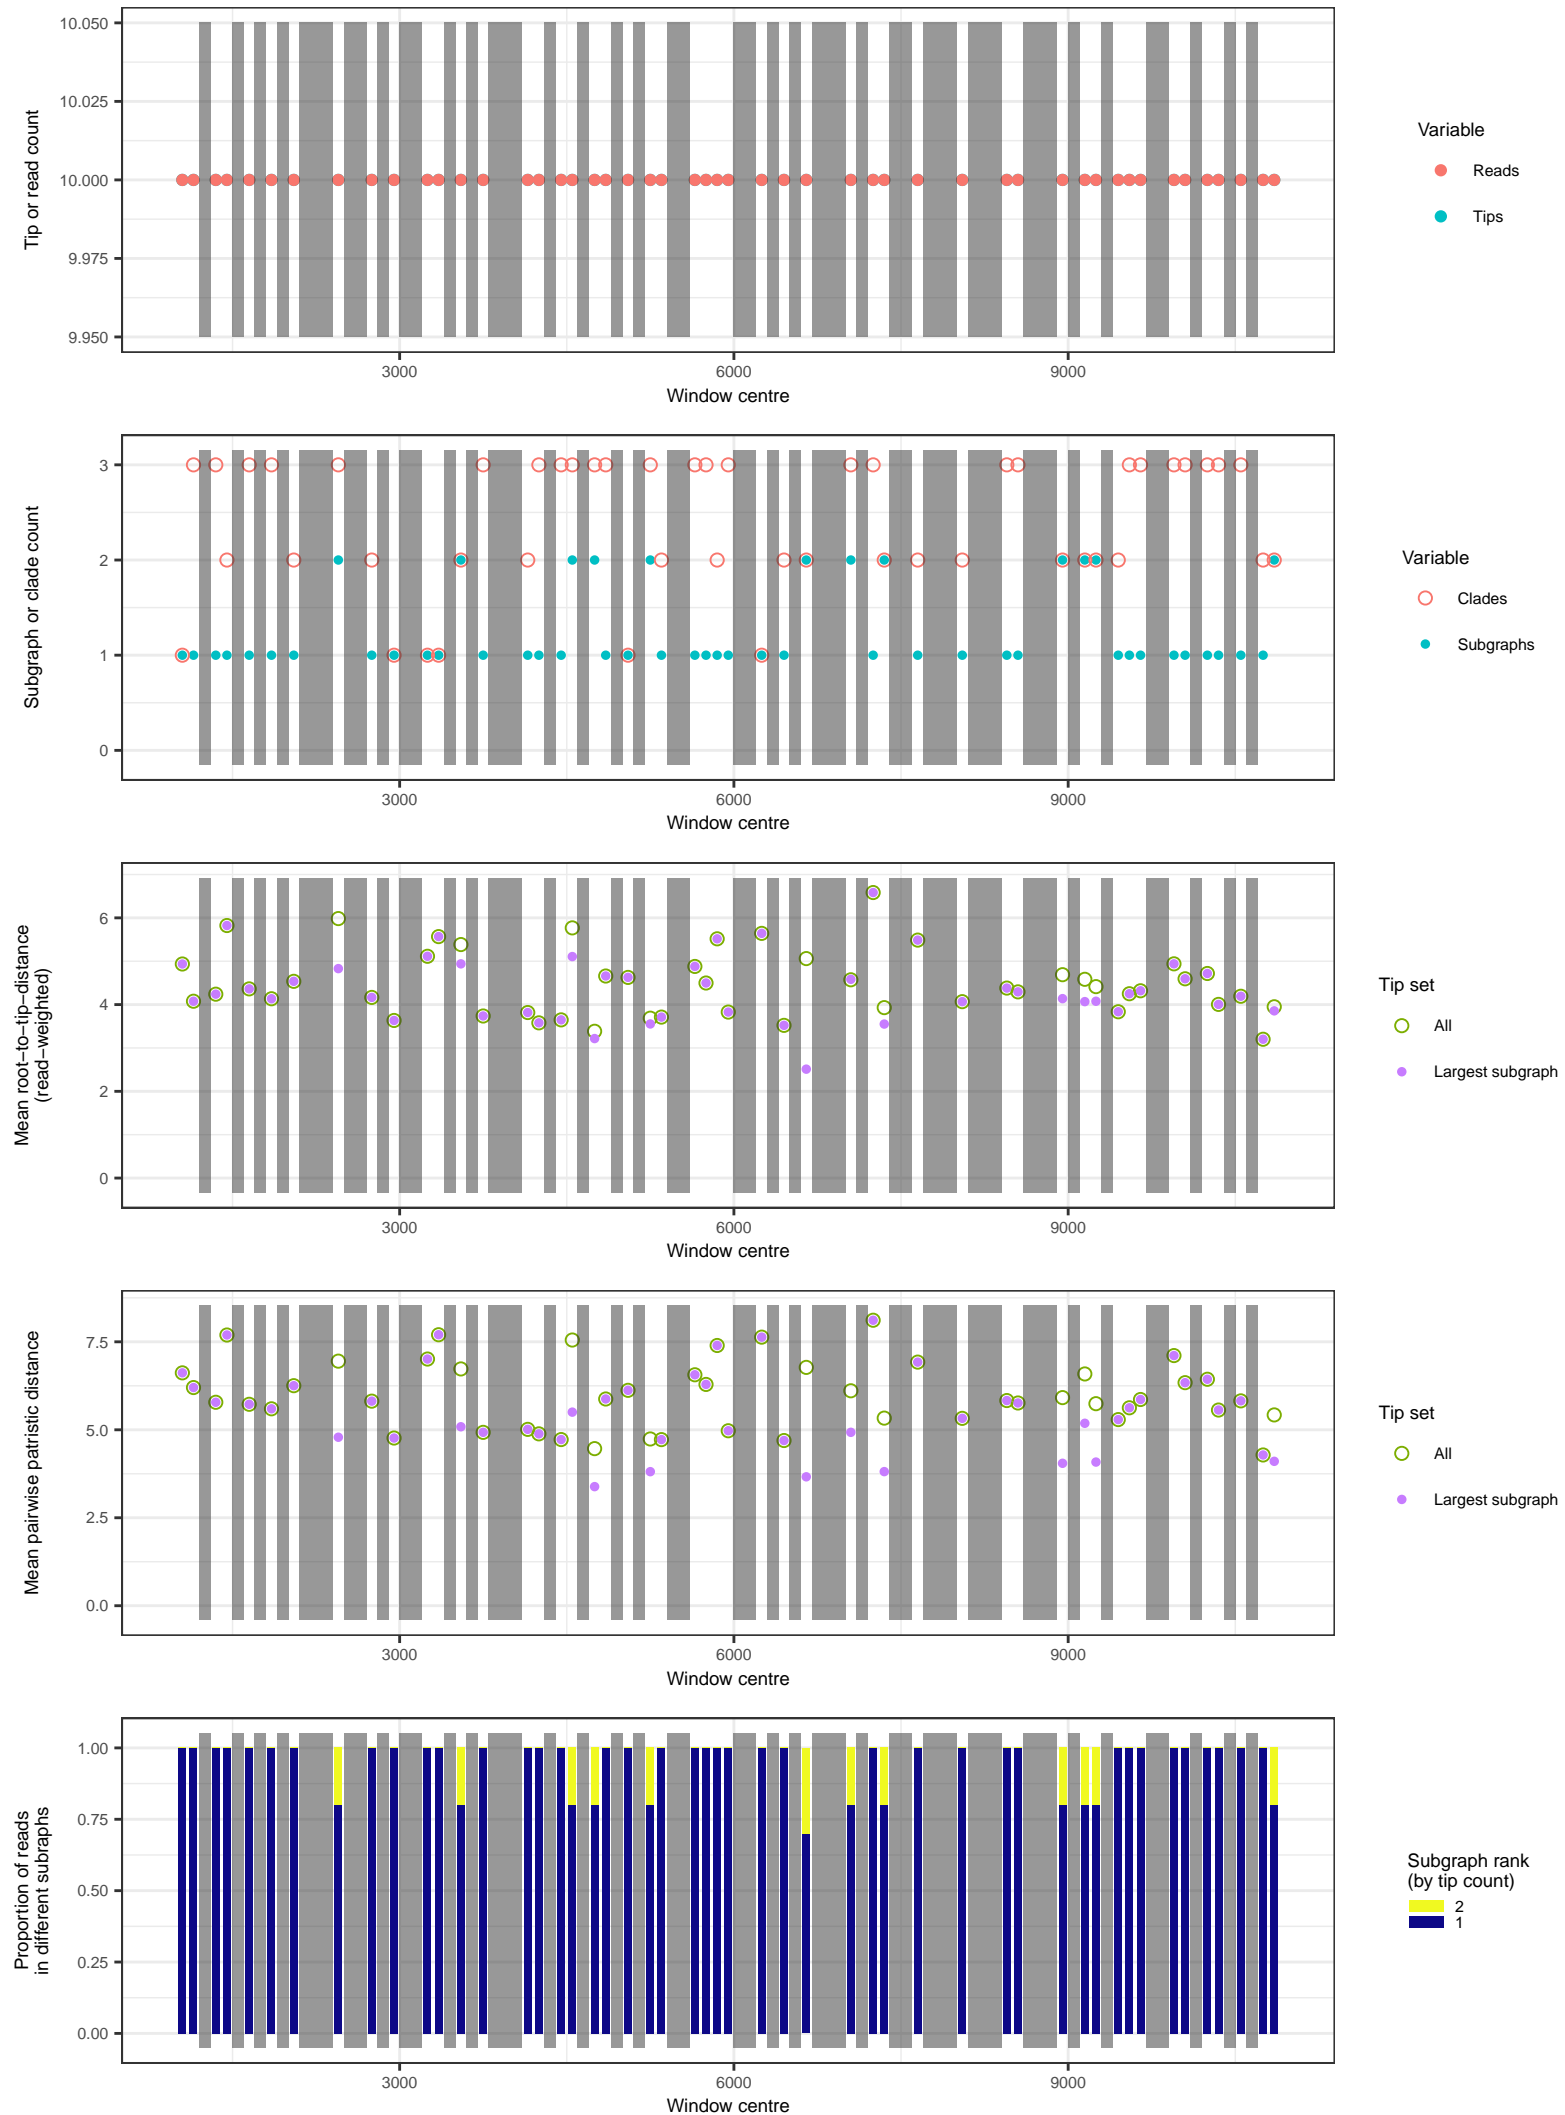 10.050
10.025
10.000
9.975
9.950
Tip or read count
3000
6000
9000
Window centre
Variable
Reads
Tips
3
2
1
0
Subgraph or clade count
3000
6000
9000
Window centre
Variable
Clades
Subgraphs
6
4
2
0
Mean root−to−tip−distance
(read−weighted)
3000
6000
9000
Window centre
Tip set
All
Largest subgraph
7.5
5.0
2.5
0.0
Mean pairwise patristic distance
3000
6000
9000
Window centre
Tip set
All
Largest subgraph
1.00
0.75
0.50
0.25
0.00
Proportion of reads
in different subraphs
3000
6000
9000
Window centre
Subgraph rank
(by tip count)
2
1